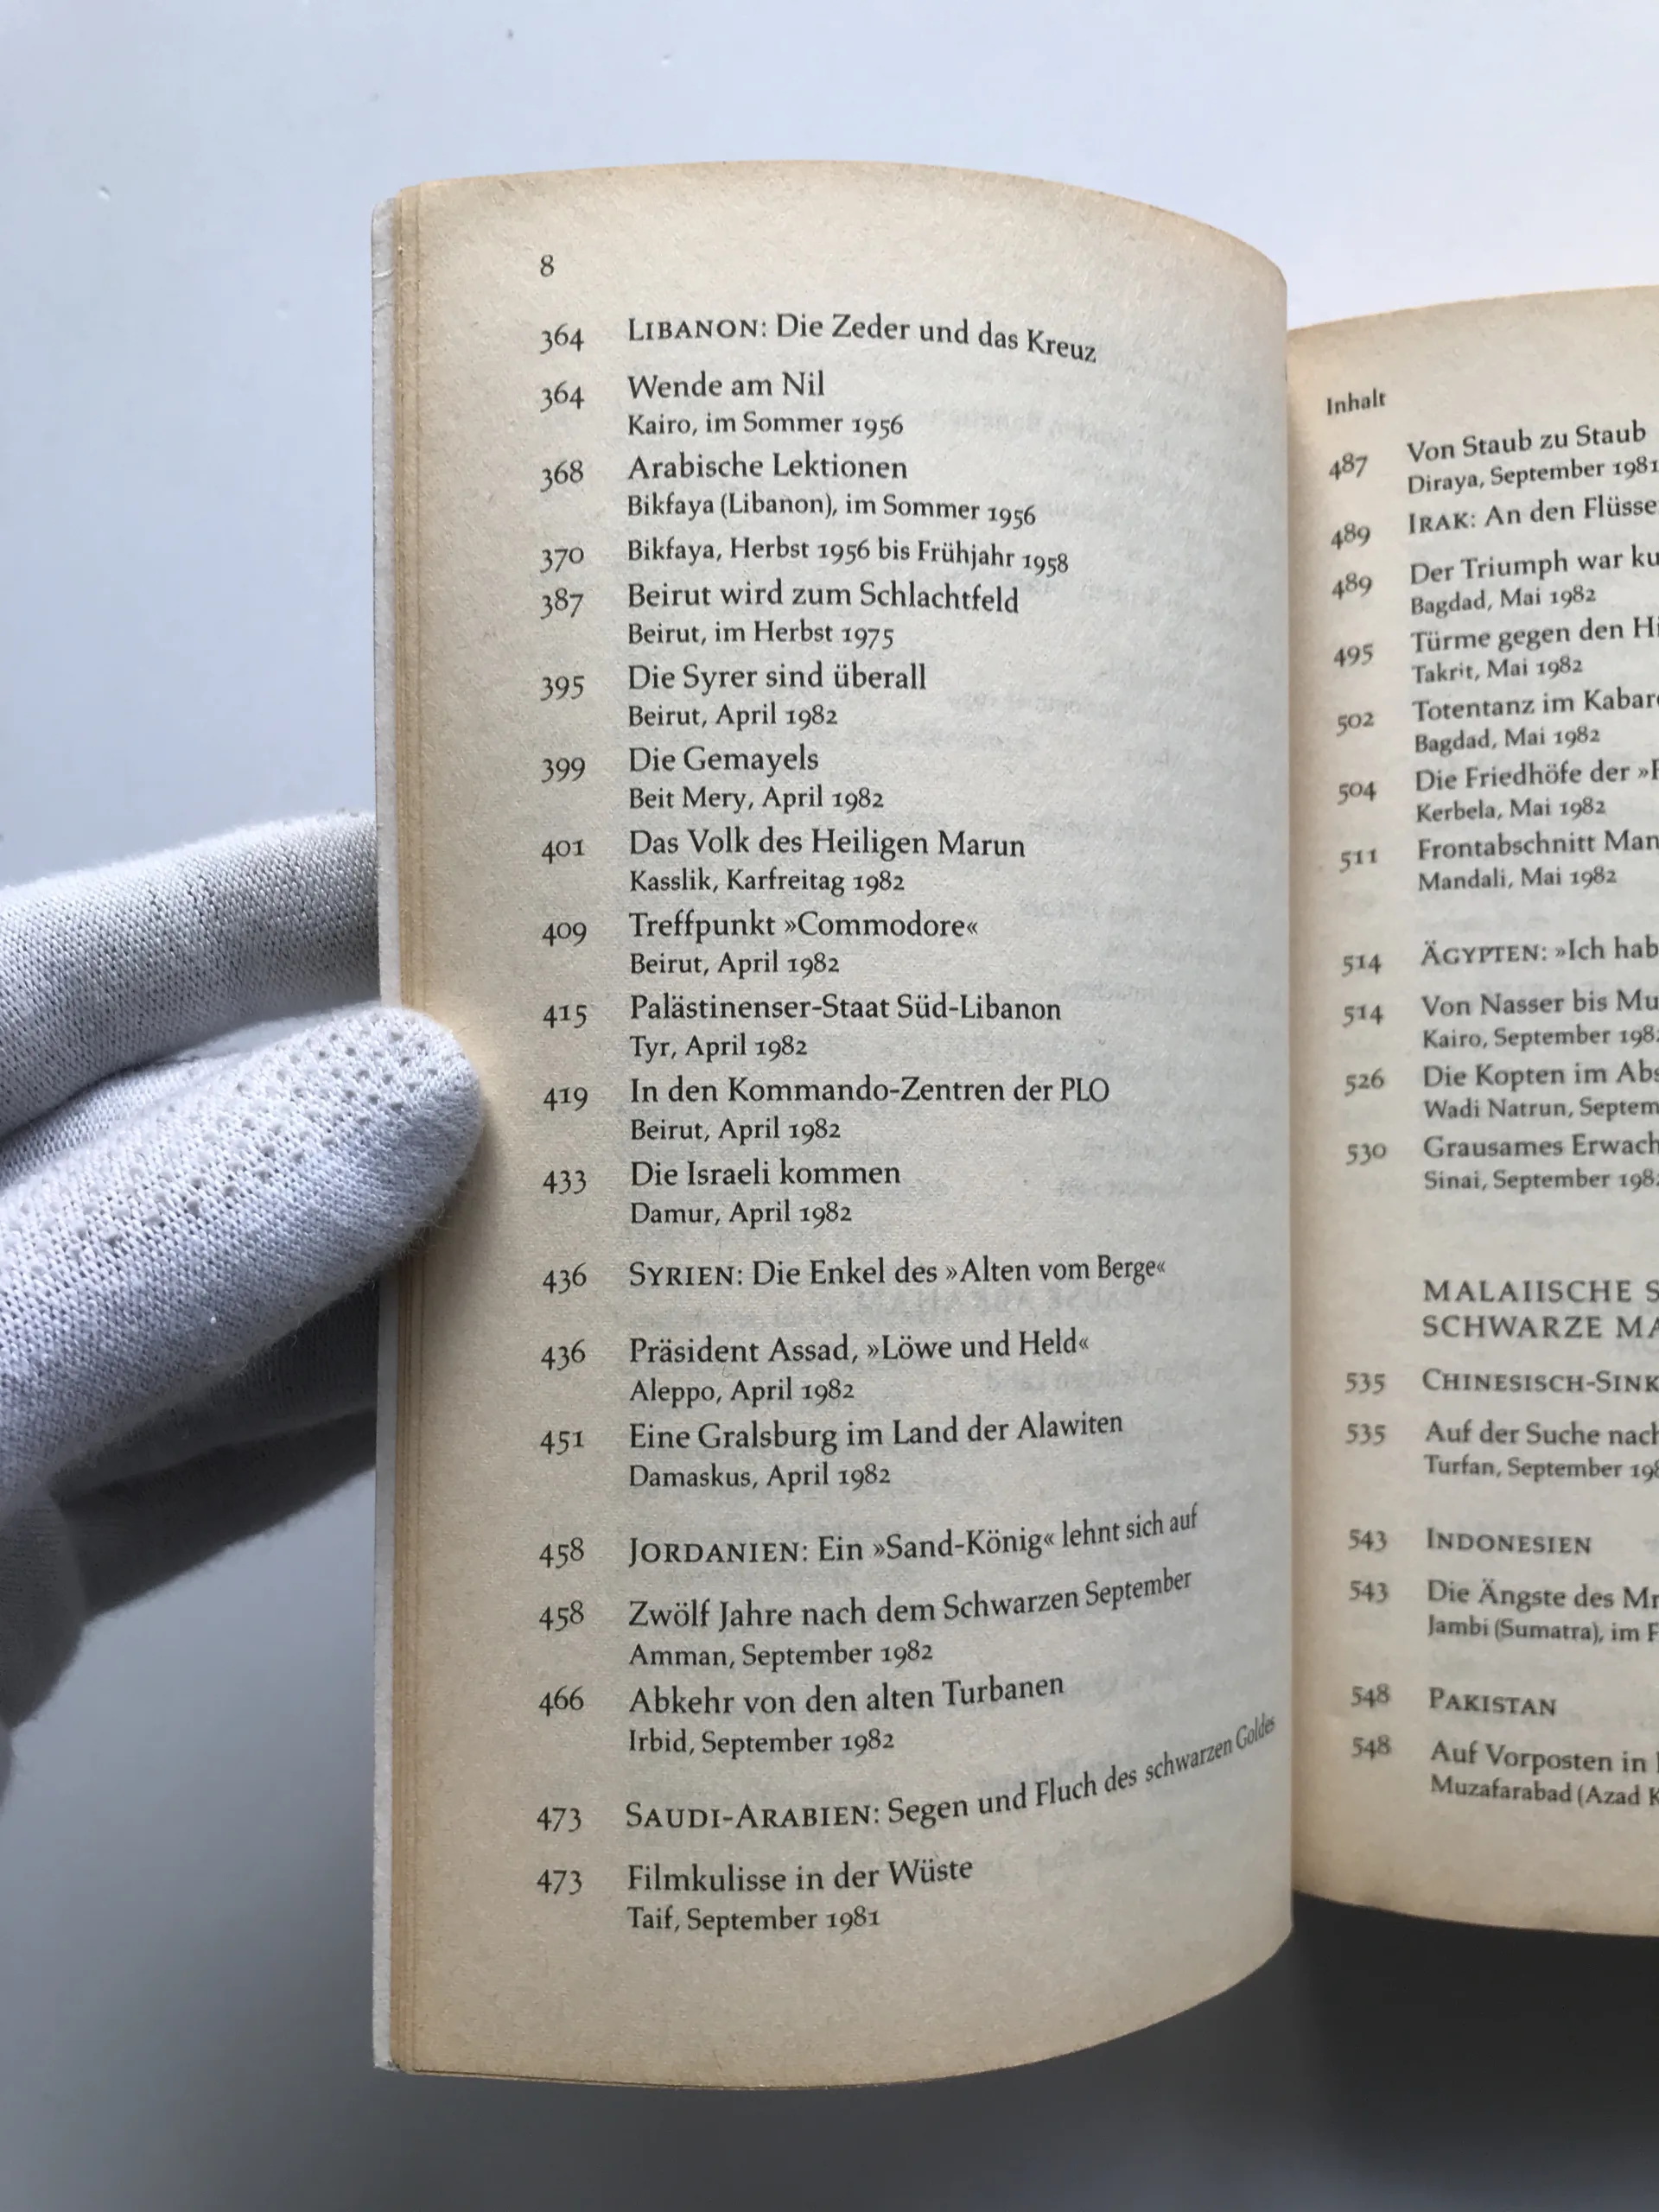 8
364 LIBANON: Die Zeder und das Kreuz
364 Wende am Nil
Kairo, im Sommer 1956
368 Arabische Lektionen
Bikfaya (Libanon), im Sommer 1956
370 Bikfaya, Herbst 1956 bis Frühjahr 1958
387 Beirut wird zum Schlachtfeld
Beirut, im Herbst 1975
395 Die Syrer sind überall
Beirut, April 1982
399 Die Gemayels
Beit Mery, April 1982
401 Das Volk des Heiligen Marun
Kasslik, Karfreitag 1982
409 Treffpunkt »Commodore«
Beirut, April 1982
415 Palästinenser-Staat Süd-Libanon
Tyr, April 1982
419 In den Kommando-Zentren der PLO
Beirut, April 1982
433 Die Israeli kommen
Damur, April 1982
436 SYRIEN: Die Enkel des »Alten vom Berge«
436 Präsident Assad, »Löwe und Held«
Aleppo, April 1982
451 Eine Gralsburg im Land der Alawiten
Damaskus, April 1982
458 JORDANIEN: Ein »Sand-König« lehnt sich auf
458 Zwölf Jahre nach dem Schwarzen September
Amman, September 1982
466 Abkehr von den alten Turbanen
Irbid, September 1982
473 SAUDI-ARABIEN: Segen und Fluch des schwarzen Goldes
473 Filmkulisse in der Wüste
Taif, September 1981
Inhalt
487 Von Staub zu Staub
Diraya, September 1981
489 IRAK: An den
489 Der Triumph war
Bagdad, Mai 1982
495 Türme gegen den
Takrit, Mai 1982
502 Totentanz im
Bagdad, Mai 1982
504 Die Friedhöfe der
Kerbela, Mai 1982
511 Frontabschnitt
Mandali, Mai 1982
514 ÄGYPTEN: »Ich
514 Von Nasser bis
Kairo, September
526 Die Kopten im
Wadi Natrun,
530 Grausames
Sinai, September
MALAIISCHE
SCHWARZE
535
535 Auf der Suche nach
Turfan, September
543 INDONESIEN
543 Die Ängste des
Jambi (Sumatra), im
548 PAKISTAN
548 Auf Vorposten in
Muzafarabad (Azad